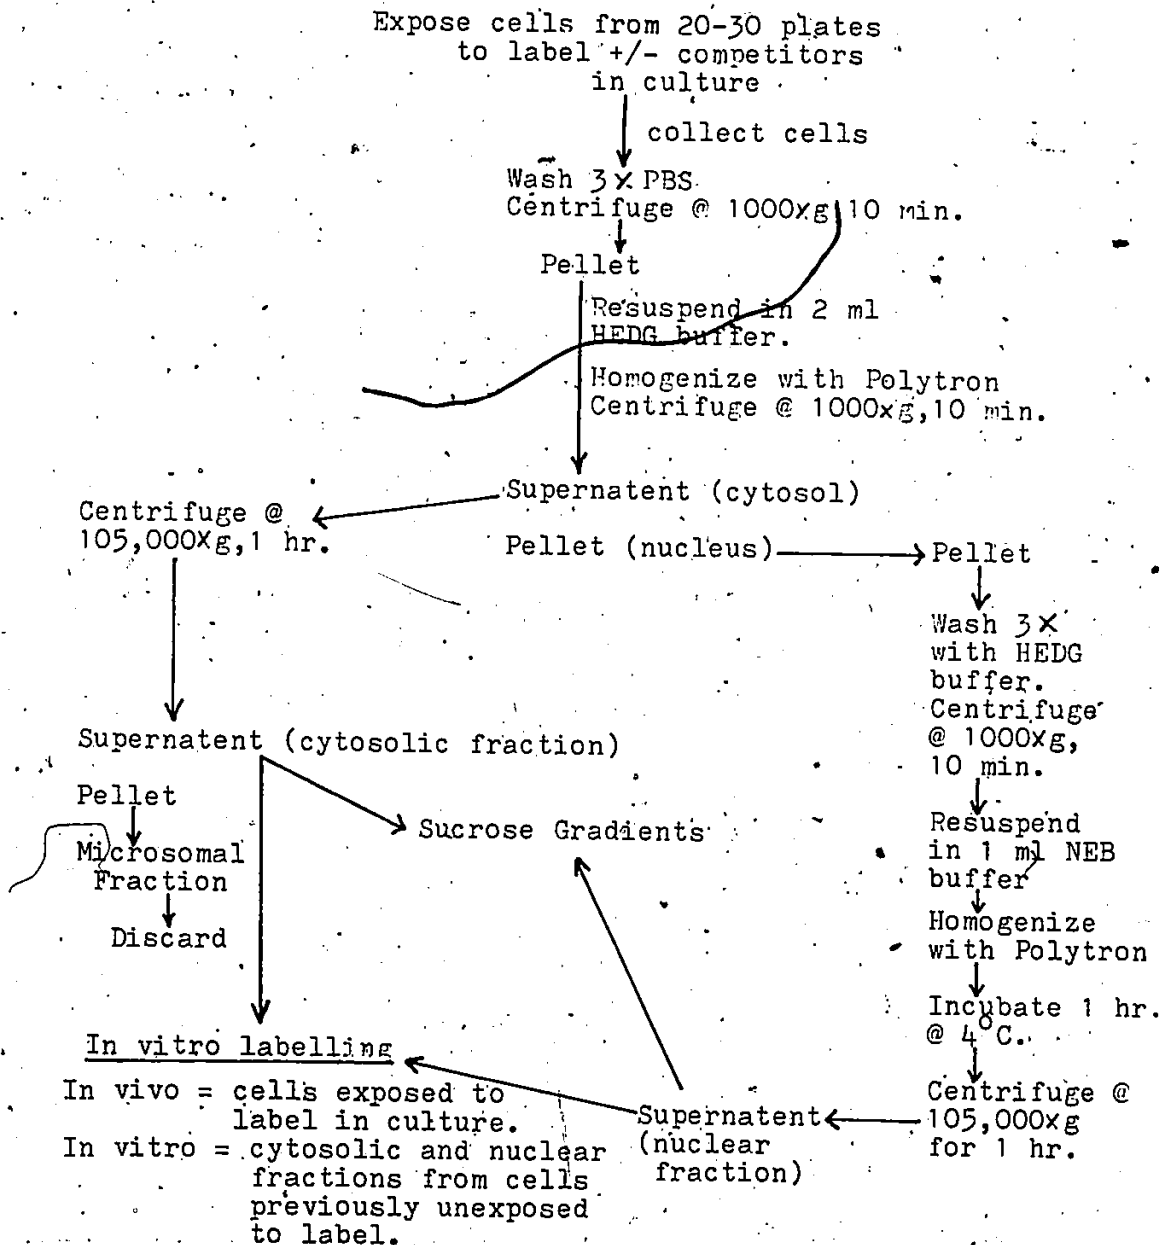 Expose cells from 20-30 plates
to label +/- competitors
in culture
collect cells
Wash 3X PBS
Centrifuge @ 1000xg 10 min.
Pellet
Resuspend in 2 ml
HEDG buffer.
Homogenize with Polytron
Centrifuge @ 1000xg,10 min.
Supernatent (cytosol)
Pellet (nucleus)
Centrifuge @
105,000Xg,1 hr.
Supernatent (cytosolic fraction)
Pellet
Microsomal
Fraction
Discard
Sucrose Gradients
Pellet
Wash 3X
with HEDG
buffer.
Centrifuge
@ 1000xg,
10 min.
Resuspend
in 1 ml NEB
buffer
Homogenize
with Polytron
Incubate 1 hr.
@ 4°C.
Centrifuge @
105,000xg
for 1 hr.
Supernatent
(nuclear
fraction)
In vitro labelling
In vivo = cells exposed to
label in culture.
In vitro = cytosolic and nuclear
fractions from cells
previously unexposed
to label.